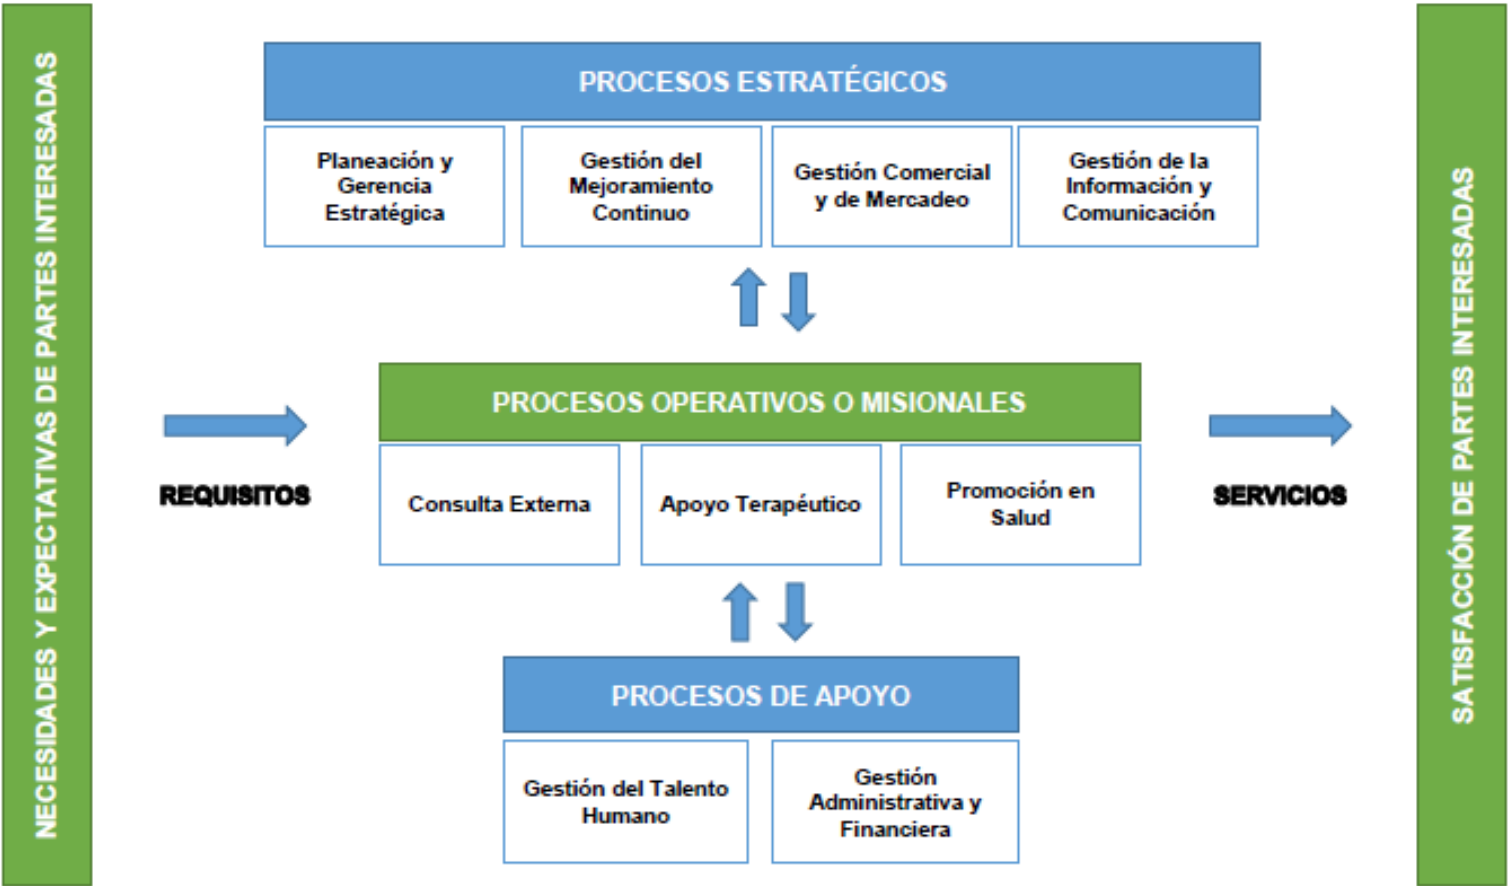 NECESIDADES Y EXPECTATIVAS DE PARTES INTERESADAS
PROCESOS ESTRATÉGICOS
Planeación y
Gerencia
Estratégica
Gestión del
Mejoramiento
Continuo
Gestión Comercial
y de Mercadeo
Gestión de la
Información y
Comunicación
REQUISITOS
PROCESOS OPERATIVOS O MISIONALES
Consulta Externa
Apoyo Terapéutico
Promoción en
Salud
SERVICIOS
PROCESOS DE APOYO
Gestión del Talento
Humano
Gestión
Administrativa y
Financiera
SATISFACCIÓN DE PARTES INTERESADAS